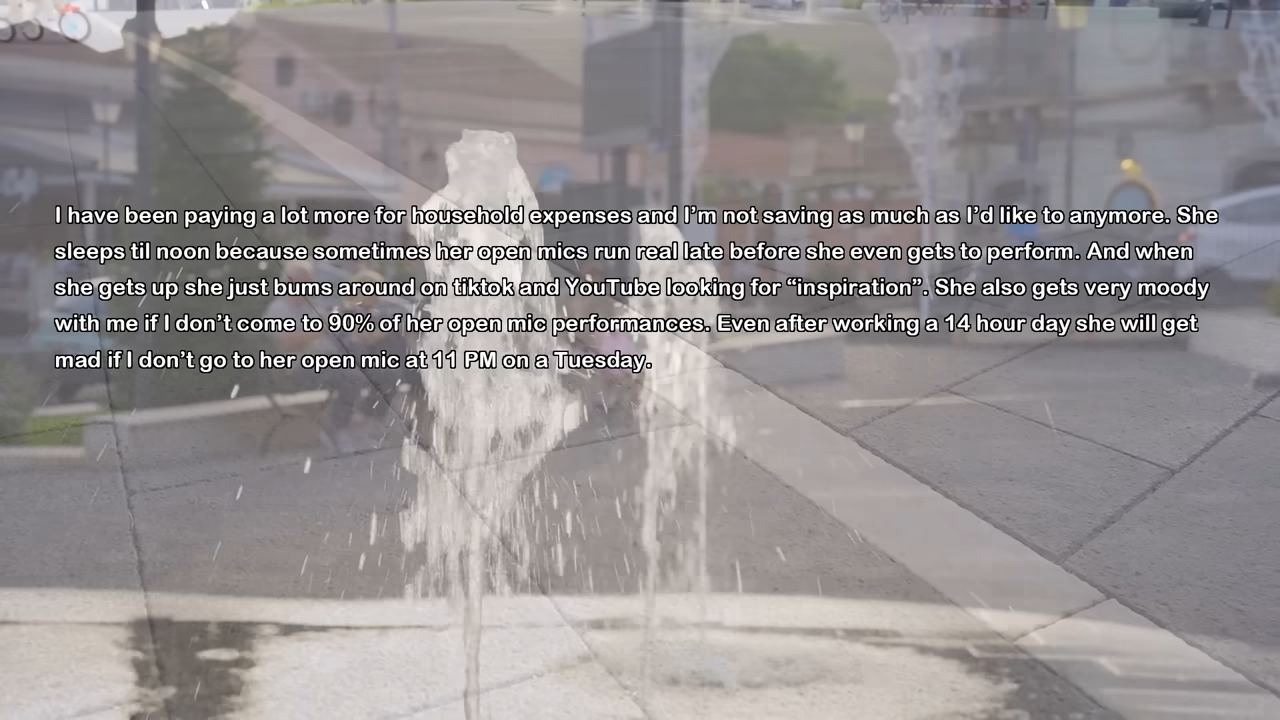 I have been paying a lot more for household expenses and I’m not saving as much as I’d like to anymore. She
sleeps til noon because sometimes her open mics run real late before she even gets to perform. And when
she gets up she just bums around on tiktok and YouTube looking for “inspiration”. She also gets very moody
with me if I don’t come to 90% of her open mic performances. Even after working a 14 hour day she will get
mad if I don’t go to her open mic at 11 PM on a Tuesday.